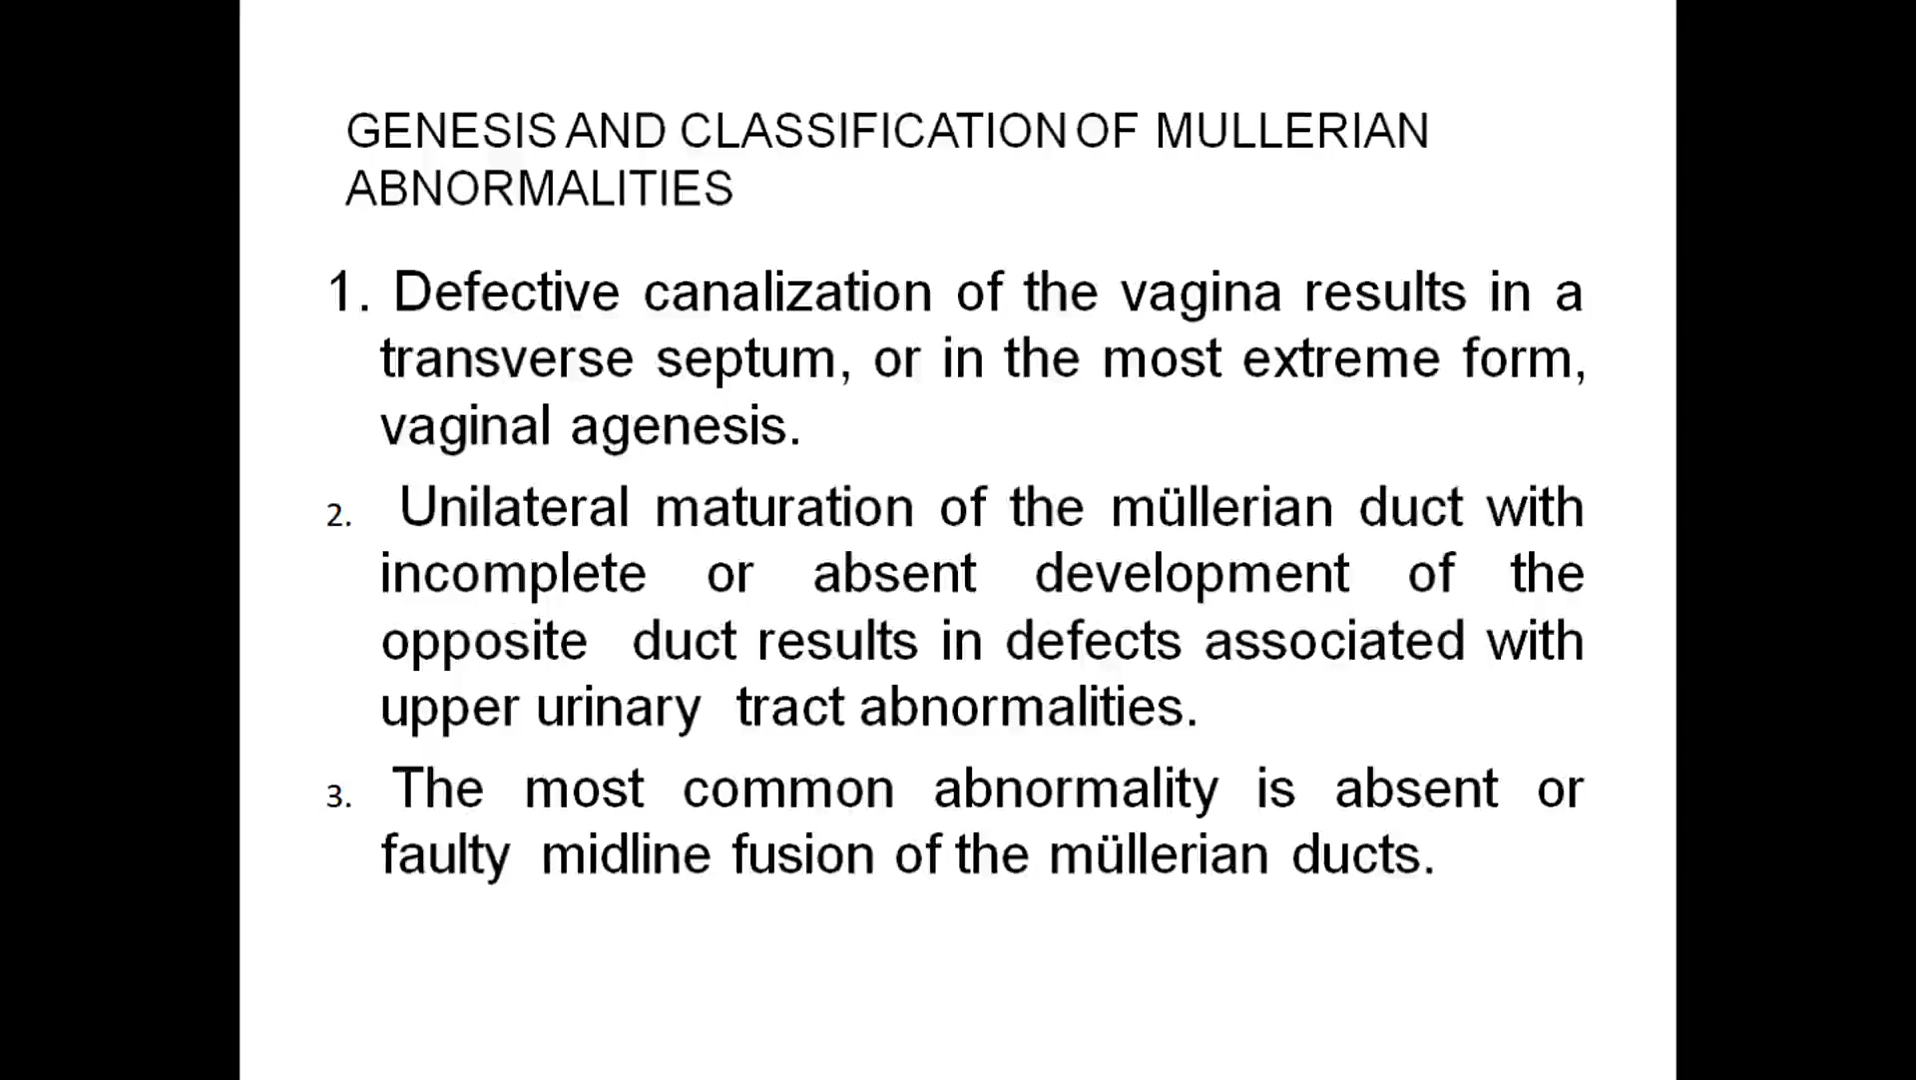 GENESIS AND CLASSIFICATION OF MULLERIAN
ABNORMALITIES
1. Defective canalization of the vagina results in a
transverse septum, or in the most extreme form,
vaginal agenesis.
2. Unilateral maturation of the müllerian duct with
incomplete or absent development of the
opposite duct results in defects associated with
upper urinary tract abnormalities.
3. The most common abnormality is absent or
faulty midline fusion of the müllerian ducts.